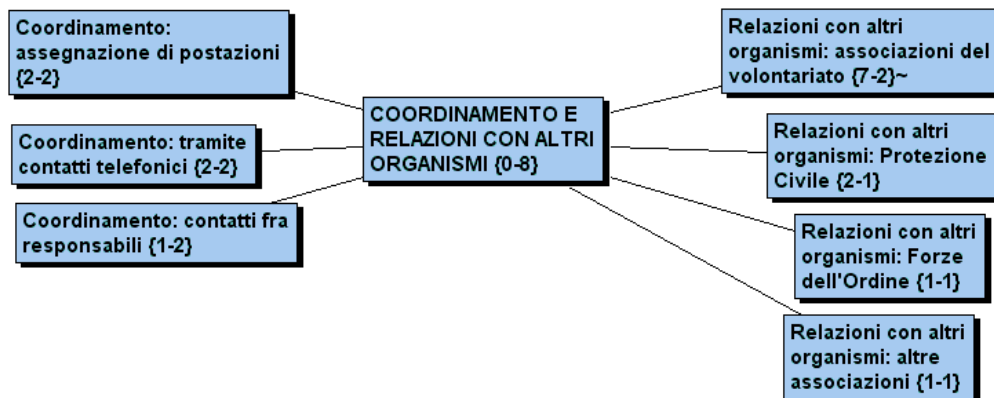 Coordinamento:
assegnazione di postazioni
{2-2}
Coordinamento: tramite
contatti telefonici {2-2}
Coordinamento: contatti fra
responsabili {1-2}
COORDINAMENTO E
RELAZIONI CON ALTRI
ORGANISMI {0-8}
Relazioni con altri
organismi: associazioni del
volontariato {7-2}~
Relazioni con altri
organismi: Protezione
Civile {2-1}
Relazioni con altri
organismi: Forze
dell'Ordine {1-1}
Relazioni con altri
organismi: altre
associazioni {1-1}